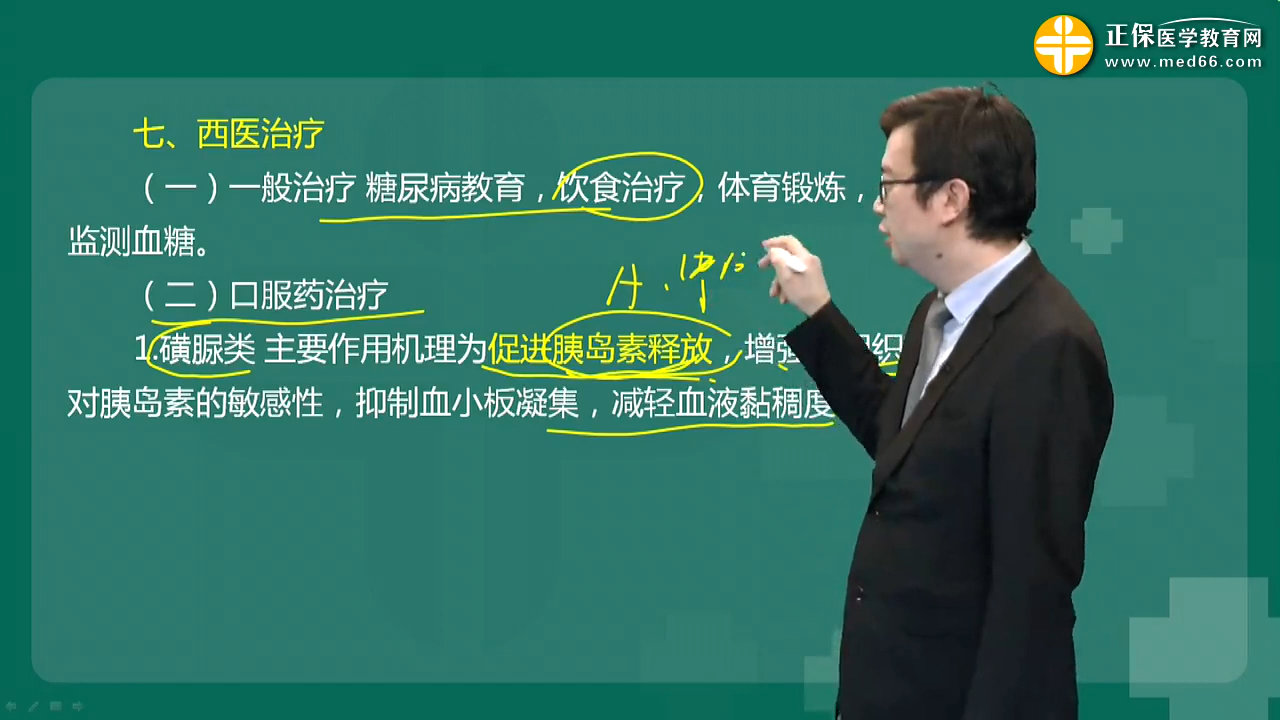 正保医学教育网
www.med66.com
七、西医治疗
（一）一般治疗 糖尿病教育，饮食治疗，体育锻炼，
监测血糖。
（二）口服药治疗
1.磺脲类 主要作用机理为促进胰岛素释放，增强
对胰岛素的敏感性，抑制血小板凝集，减轻血液黏稠度